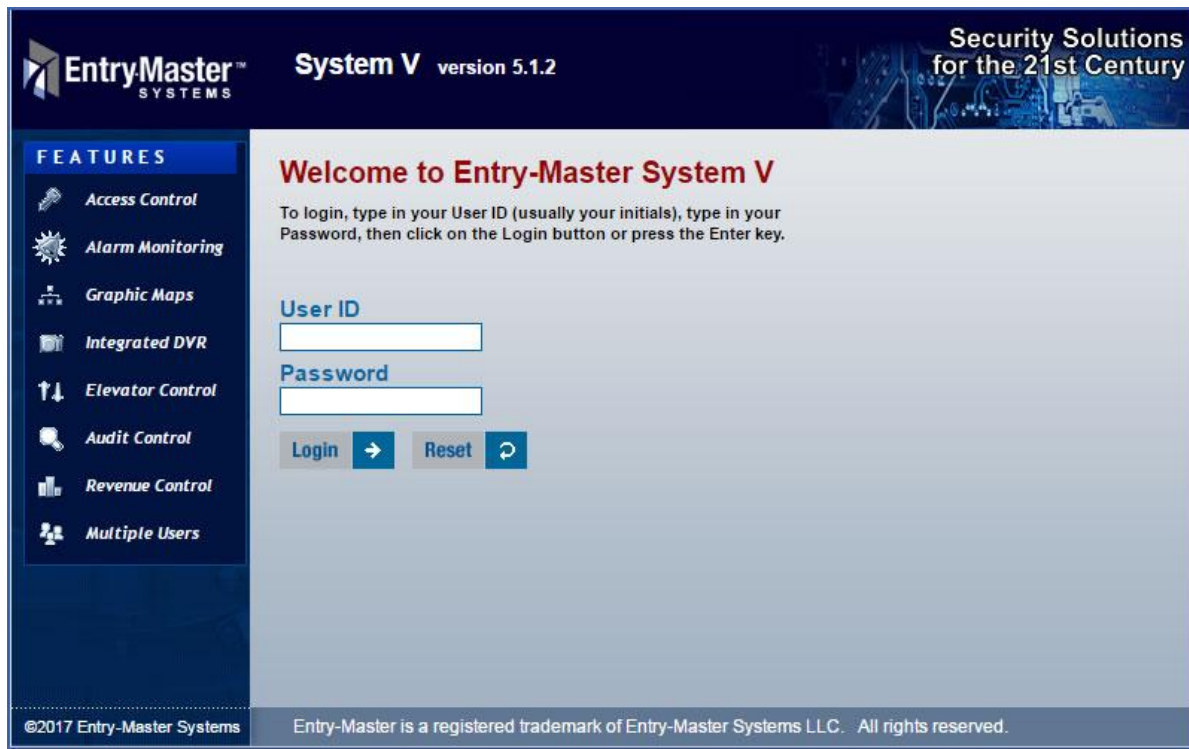 Entry-Master™
SYSTEMS
System V version 5.1.2
Security Solutions
for the 21st Century
FEATURES
Access Control
Alarm Monitoring
Graphic Maps
Integrated DVR
Elevator Control
Audit Control
Revenue Control
Multiple Users
Welcome to Entry-Master System V
To login, type in your User ID (usually your initials), type in your
Password, then click on the Login button or press the Enter key.
User ID
Password
Login
Reset
©2017 Entry-Master Systems
Entry-Master is a registered trademark of Entry-Master Systems LLC. All rights reserved.